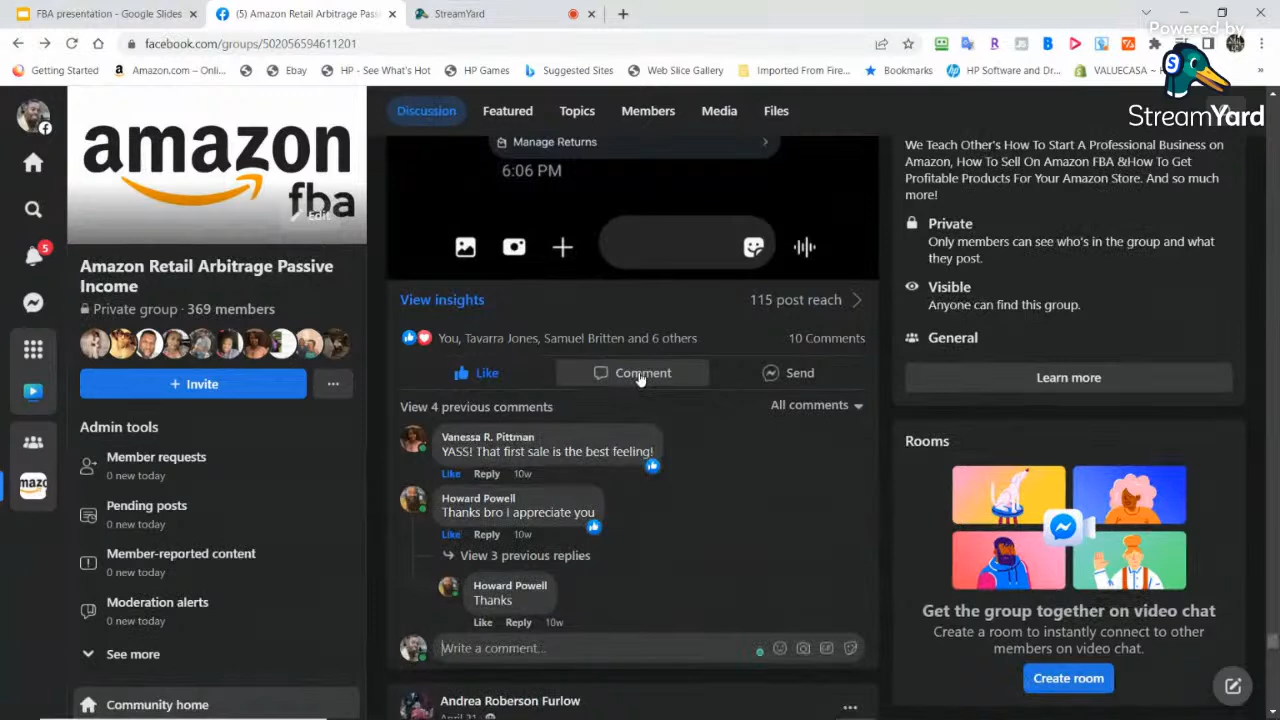 FBA presentation - Google Slides
(5) Amazon Retail Arbitrage Pass
StreamYard
facebook.com/groups/502056594611201
Powered by
StreamYard
Getting Started
Amazon.com – Onli...
Ebay
HP - See What's Hot
HP Games
Suggested Sites
Web Slice Gallery
Imported From Fire...
Bookmarks
HP Software and Dr...
VALUECASA
amazon
fba
Edit
Amazon Retail Arbitrage Passive
Income
Private group · 369 members
+ Invite
Admin tools
Member requests
0 new today
Pending posts
0 new today
Member-reported content
0 new today
Moderation alerts
0 new today
See more
Community home
5
mazo
Discussion
Featured
Topics
Members
Media
Files
Manage Returns
6:06 PM
View insights
115 post reach
You, Tavarra Jones, Samuel Britten and 6 others
10 Comments
Like
Comment
Send
View 4 previous comments
All comments
Vanessa R. Pittman
YASS! That first sale is the best feeling!
Like Reply 10w
Howard Powell
Thanks bro I appreciate you
Like Reply 10w
View 3 previous replies
Howard Powell
Thanks
Like Reply 10w
Write a comment...
Andrea Roberson Furlow
We Teach Other's How To Start A Professional Business on
Amazon, How To Sell On Amazon FBA &How To Get
Profitable Products For Your Amazon Store. And so much
more!
Private
Only members can see who's in the group and what
they post.
Visible
Anyone can find this group.
General
Learn more
Rooms
Get the group together on video chat
Create a room to instantly connect to other
members on video chat.
Create room